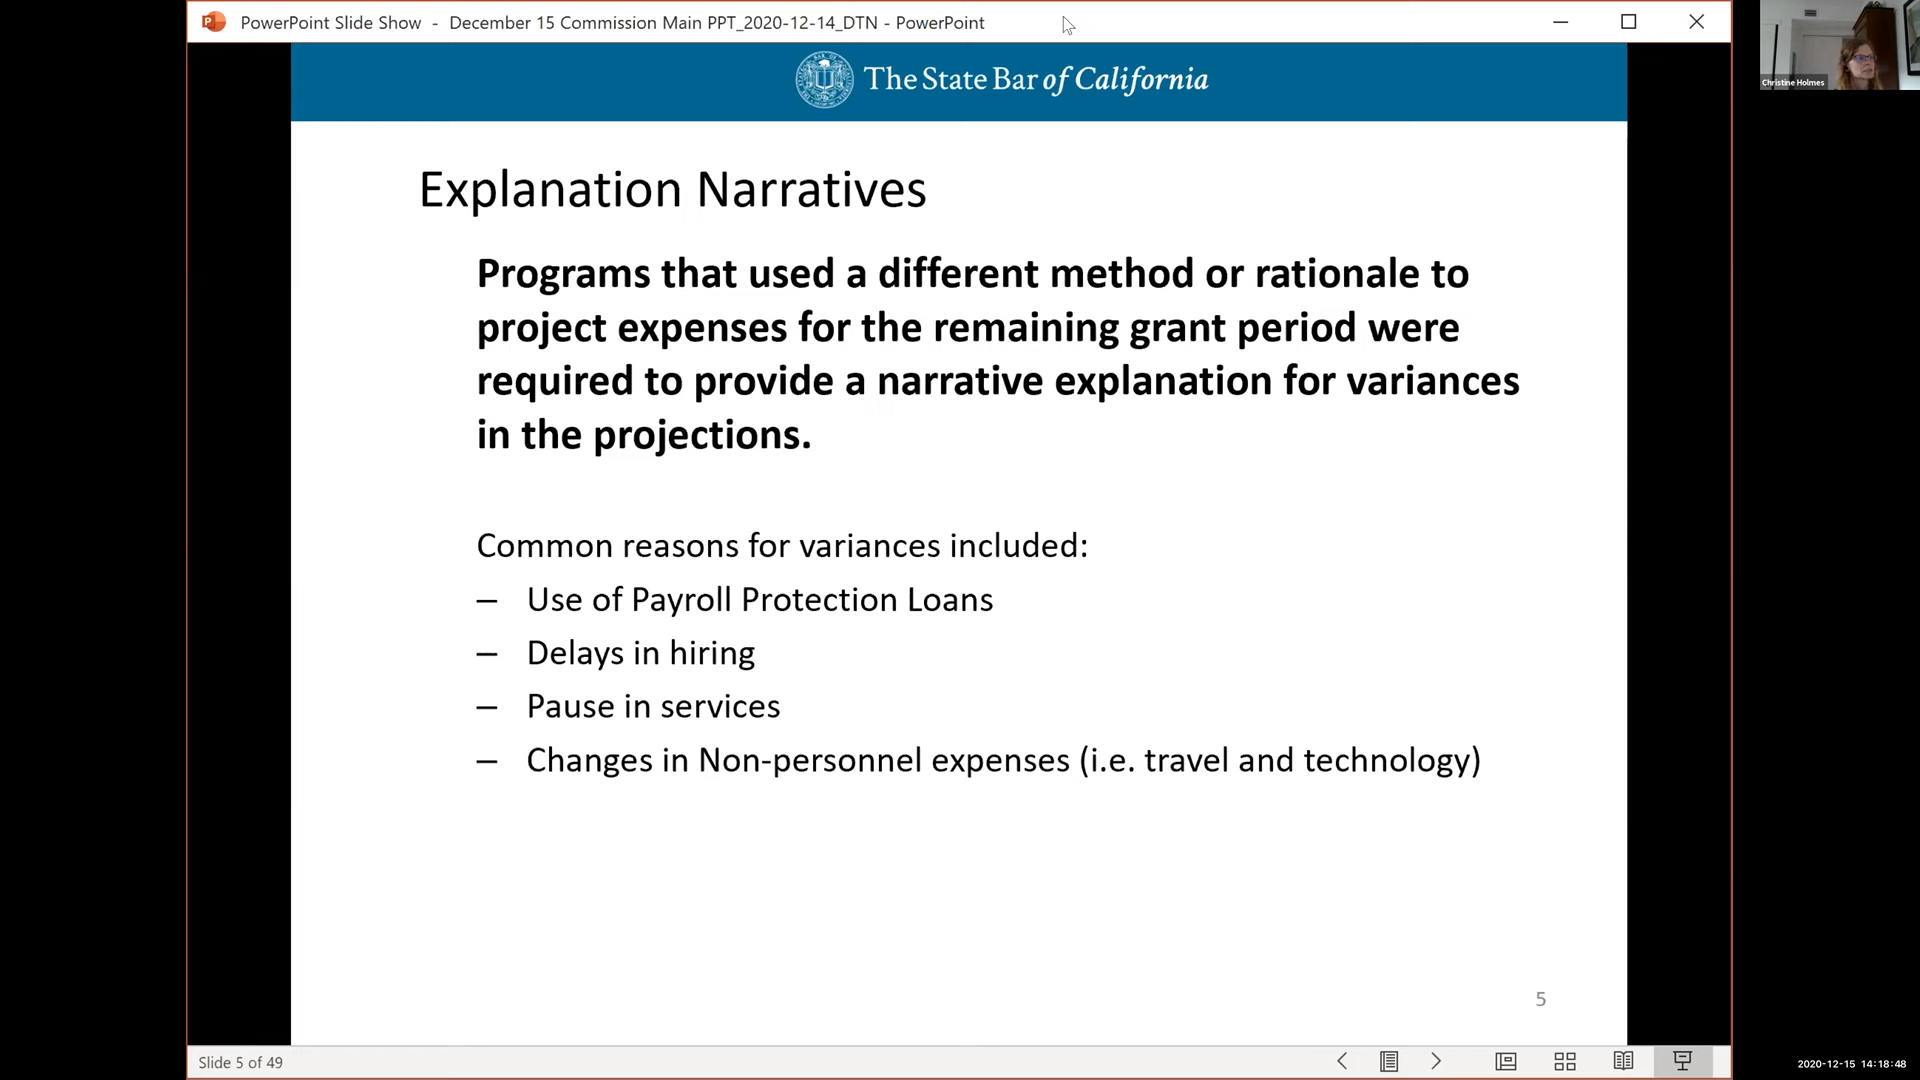 PowerPoint Slide Show - December 15 Commission Main PPT_2020-12-14_DTN - PowerPoint
Christine Holmes
The State Bar of California
Explanation Narratives
Programs that used a different method or rationale to
project expenses for the remaining grant period were
required to provide a narrative explanation for variances
in the projections.
Common reasons for variances included:
– Use of Payroll Protection Loans
– Delays in hiring
– Pause in services
– Changes in Non-personnel expenses (i.e. travel and technology)
5
Slide 5 of 49
2020-12-15 14:18:48